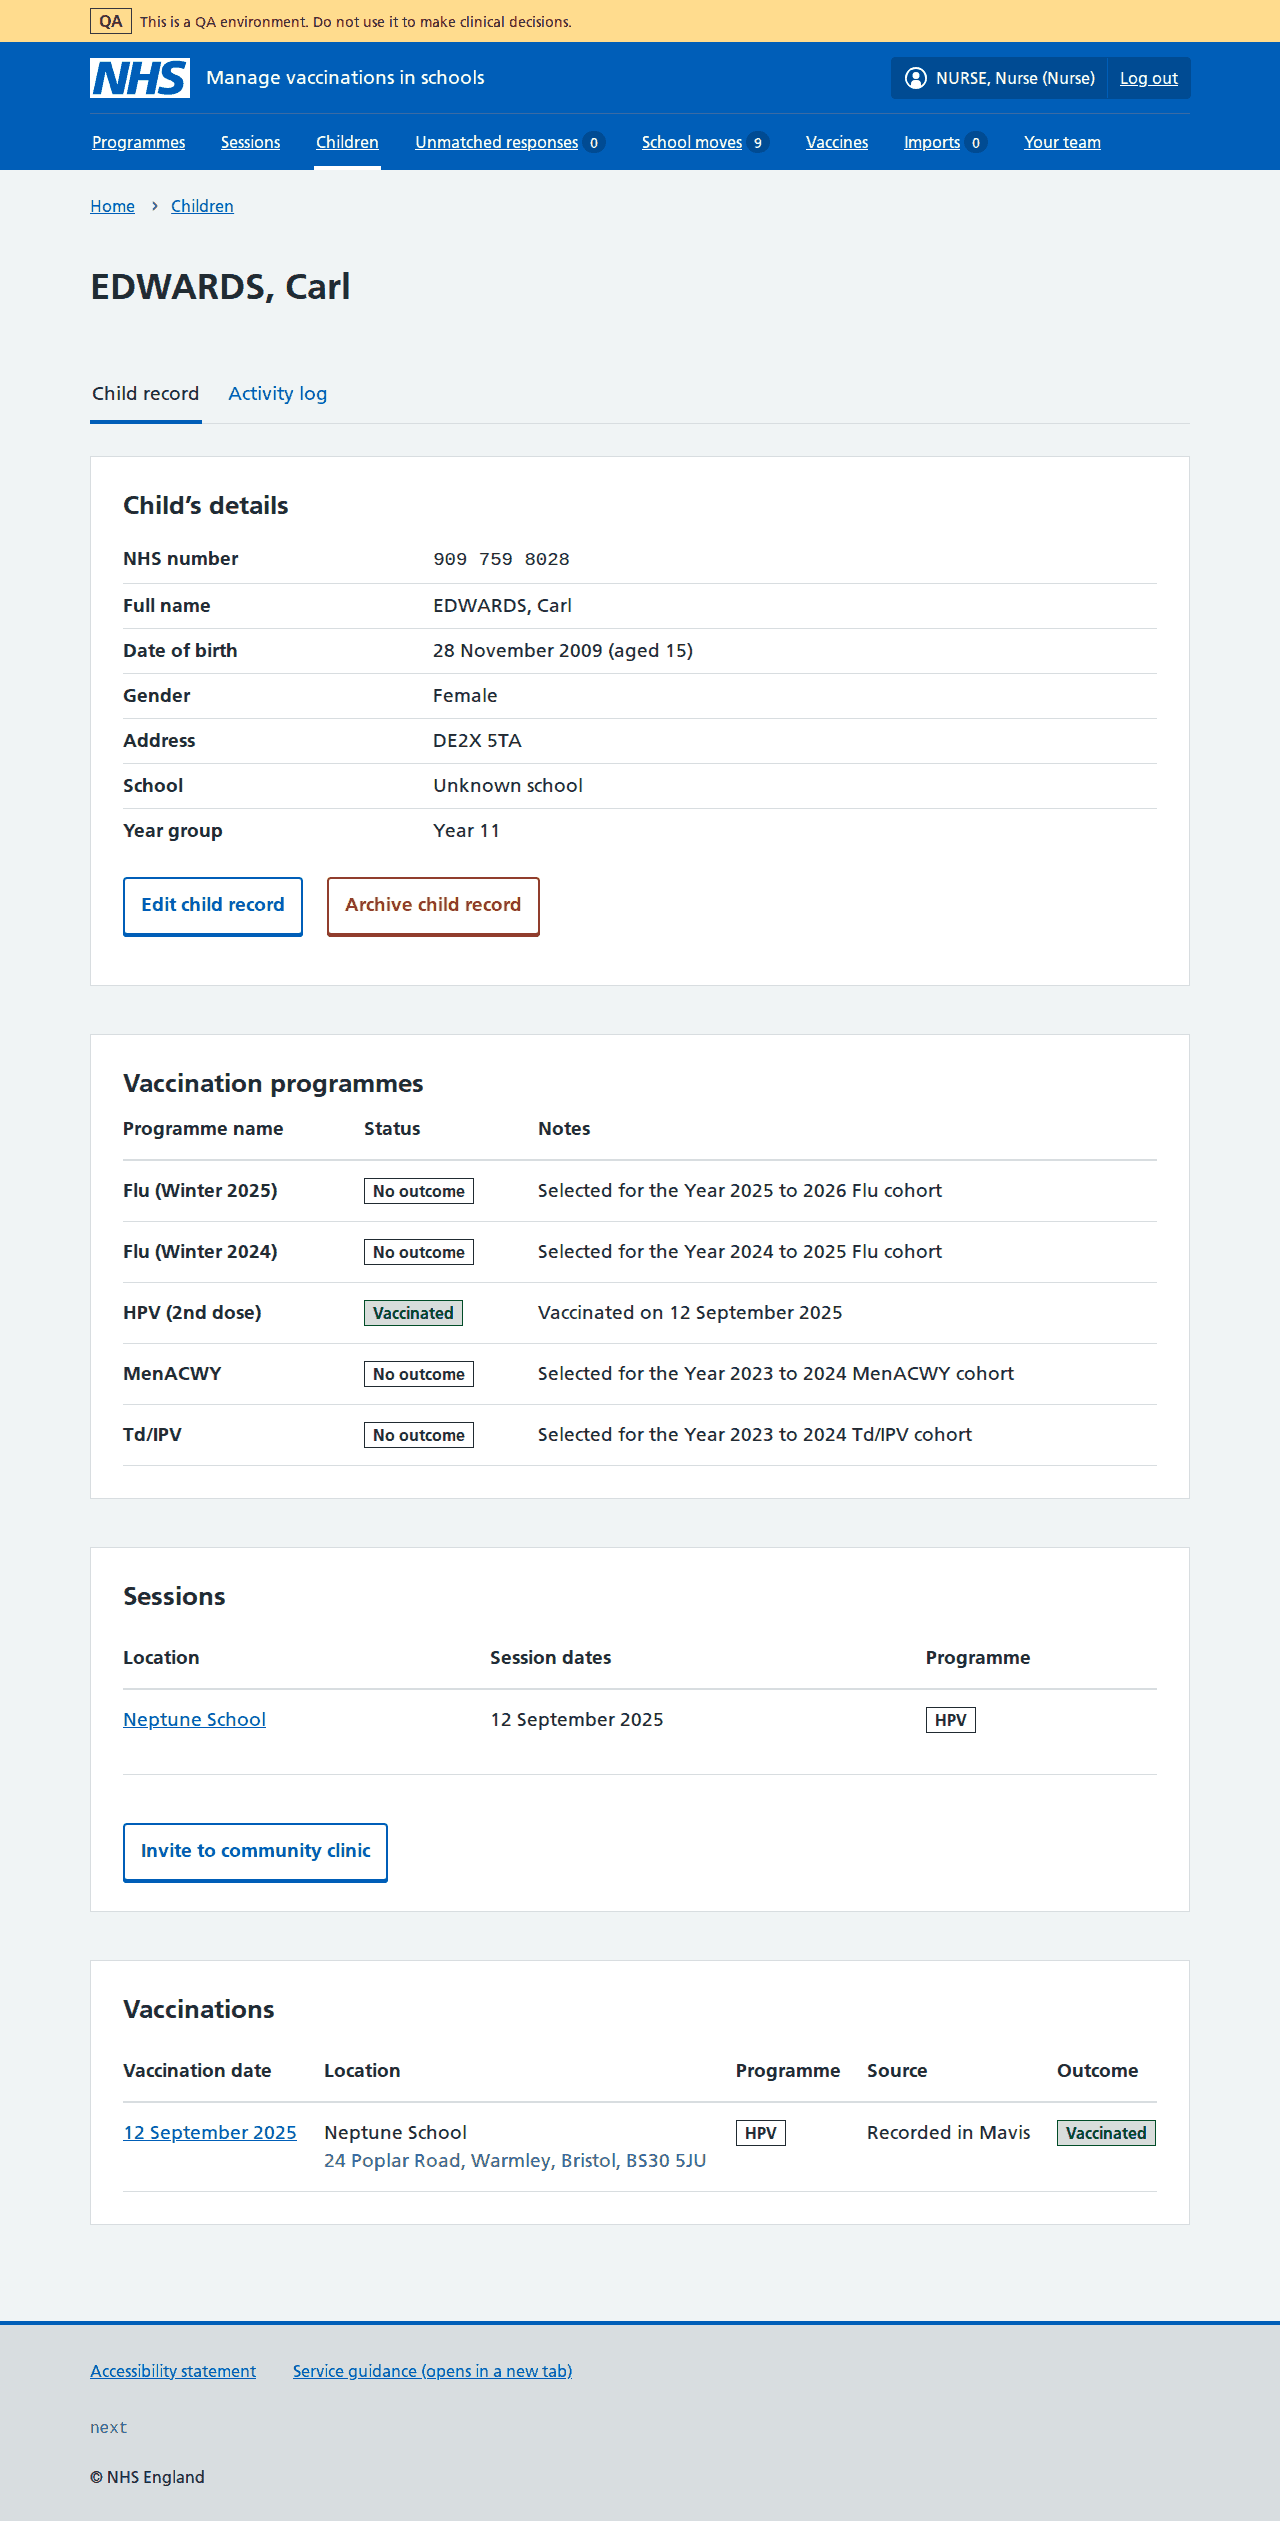 QA This is a QA environment. Do not use it to make clinical decisions.
NHS Manage vaccinations in schools NURSE, Nurse (Nurse) Log out
Programmes Sessions Children Unmatched responses 0 School moves 9 Vaccines Imports 0 Your team
Home Children
EDWARDS, Carl
Child record Activity log
Child’s details
NHS number 909 759 8028
Full name EDWARDS, Carl
Date of birth 28 November 2009 (aged 15)
Gender Female
Address DE2X 5TA
School Unknown school
Year group Year 11
Edit child record Archive child record
Vaccination programmes
Programme name Status Notes
Flu (Winter 2025) No outcome Selected for the Year 2025 to 2026 Flu cohort
Flu (Winter 2024) No outcome Selected for the Year 2024 to 2025 Flu cohort
HPV (2nd dose) Vaccinated Vaccinated on 12 September 2025
MenACWY No outcome Selected for the Year 2023 to 2024 MenACWY cohort
Td/IPV No outcome Selected for the Year 2023 to 2024 Td/IPV cohort
Sessions
Location Session dates Programme
Neptune School 12 September 2025 HPV
Invite to community clinic
Vaccinations
Vaccination date Location Programme Source Outcome
12 September 2025 Neptune School HPV Recorded in Mavis Vaccinated
24 Poplar Road, Warmley, Bristol, BS30 5JU
Accessibility statement Service guidance (opens in a new tab)
next
© NHS England